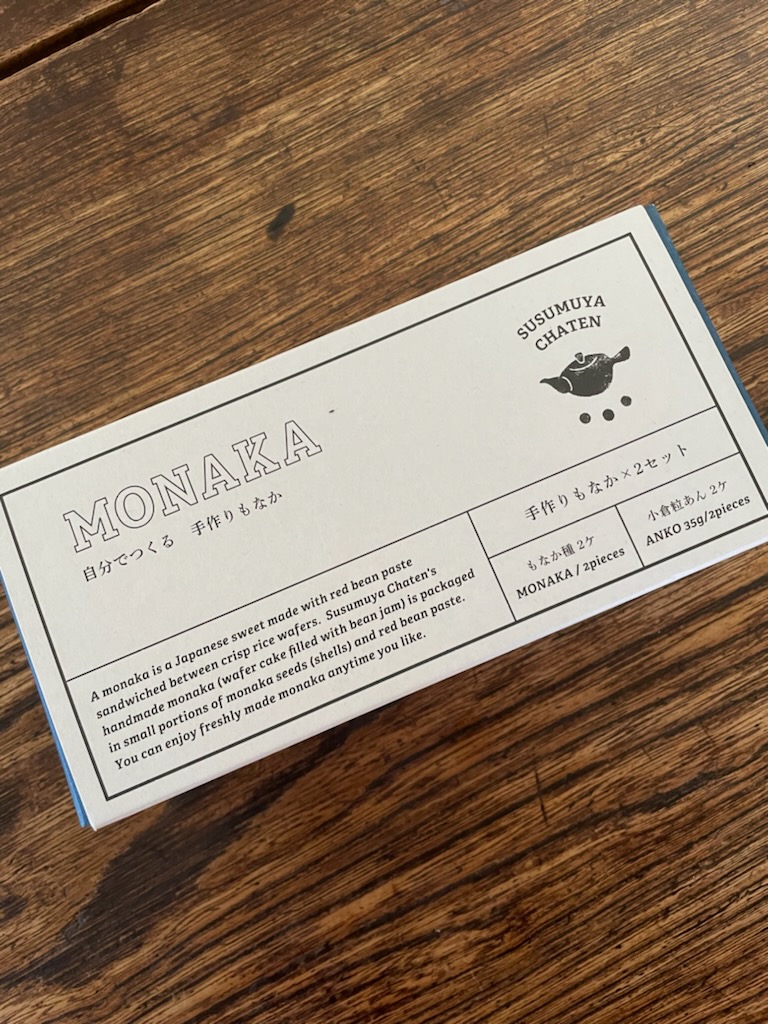 SUSUMUYA
CHATEN
MONAKA
自分でつくる 手作りもなか
手作りもなか×2セット
もなか種 2ケ
MONAKA / 2pieces
小倉粒あん 2ケ
ANKO 35g/2pieces
A monaka is a Japanese sweet made with red bean paste
sandwiched between crisp rice wafers. Susumuya Chaten's
handmade monaka (wafer cake filled with bean jam) is packaged
in small portions of monaka seeds (shells) and red bean paste.
You can enjoy freshly made monaka anytime you like.